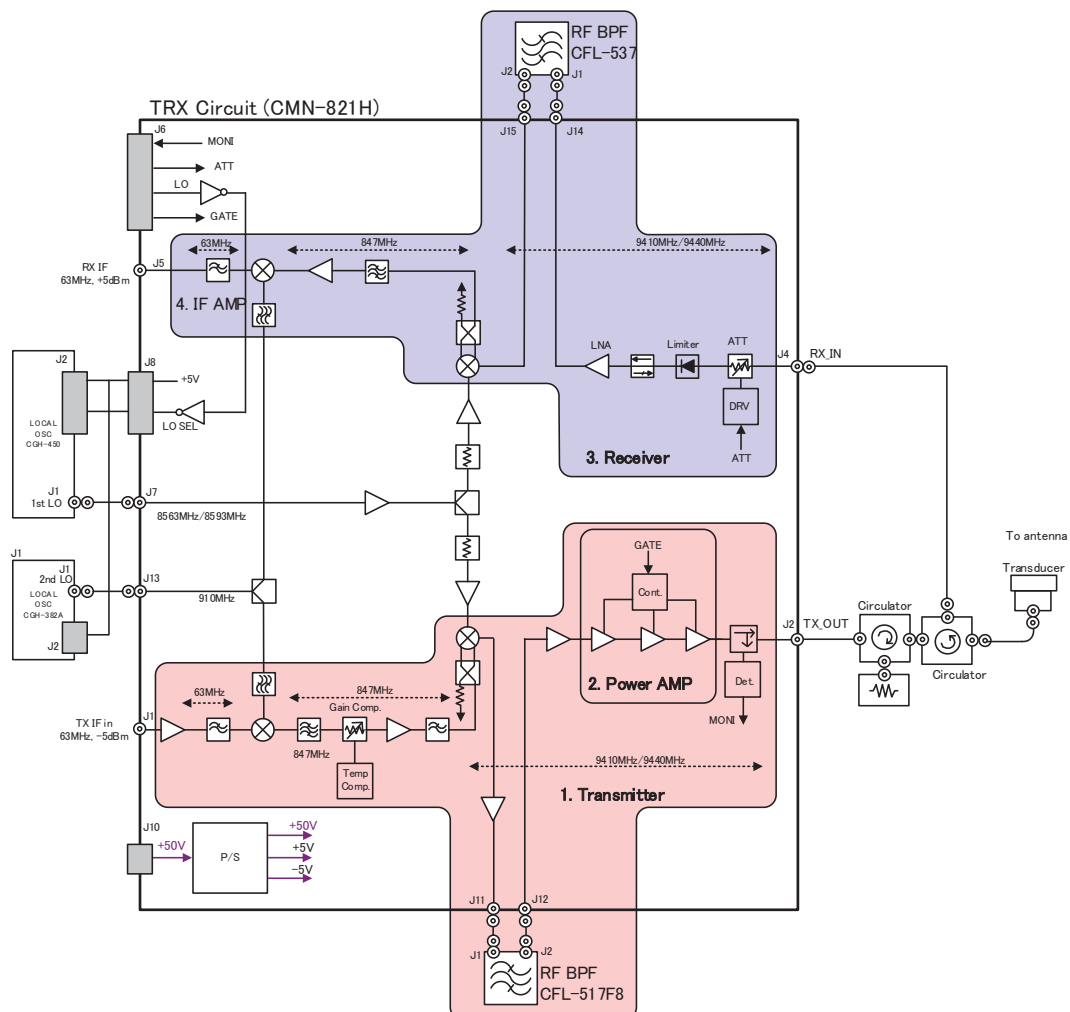 RF BPF
CFL-537
J2
J1
TRX Circuit (CMN-821H)
J15
J14
J6
MONI
ATT
LO
GATE
63MHz
847MHz
9410MHz/9440MHz
RX IF
63MHz, +5dBm
J5
4. IF AMP
LNA
Limiter
ATT
J4
RX_IN
DRV
ATT
3. Receiver
J2
J8
+5V
LOCAL
OSC
CGH-450
LO SEL
J1
1st LO
J7
8563MHz/8593MHz
J1
J1
2nd LO
LOCAL
OSC
CGH-382A
J2
J13
910MHz
GATE
Cont.
2. Power AMP
Det.
MONI
J2
TX_OUT
To antenna
Transducer
Circulator
Circulator
63MHz
847MHz
Gain Comp.
TX IF in
63MHz, -5dBm
J1
847MHz
Temp
Comp.
9410MHz/9440MHz
1. Transmitter
J10
+50V
P/S
+50V
+5V
-5V
J11
J12
J1
J2
RF BPF
CFL-517F8